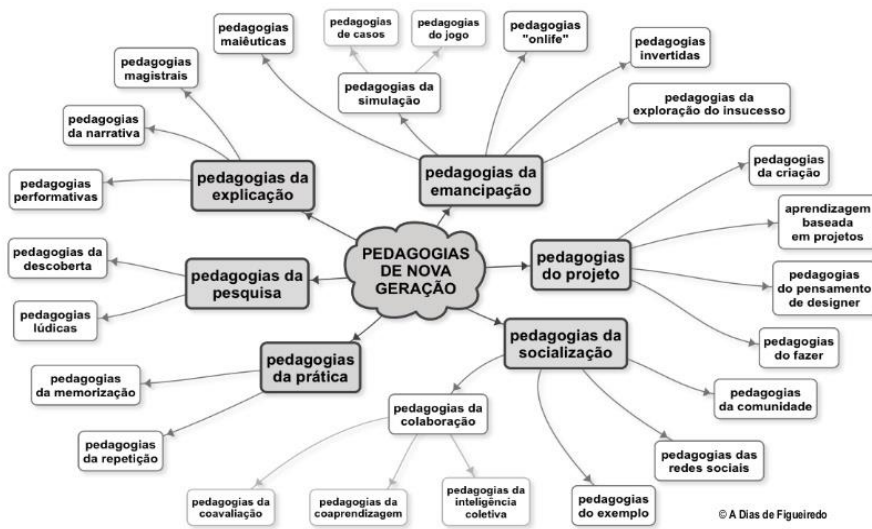 pedagogias
de casos
pedagogias
do jogo
pedagogias
maiêuticas
pedagogias
"onlife"
pedagogias
invertidas
pedagogias
magistrais
pedagogias da
simulação
pedagogias da
exploração do insucesso
pedagogias
da narrativa
pedagogias da
explicação
pedagogias da
emancipação
pedagogias
da criação
pedagogias
performativas
aprendizagem
baseada
em projetos
PEDAGOGIAS
DE NOVA
GERAÇÃO
pedagogias
do projeto
pedagogias da
descoberta
pedagogias da
pesquisa
pedagogias
do pensamento
de designer
pedagogias
lúdicas
pedagogias da
socialização
pedagogias
do fazer
pedagogias
da prática
pedagogias
da memorização
pedagogias
da comunidade
pedagogias da
colaboração
pedagogias
da repetição
pedagogias das
redes sociais
pedagogias da
coavaliação
pedagogias da
coaprendizagem
pedagogias da
inteligência
coletiva
pedagogias
do exemplo
© A Dias de Figueiredo